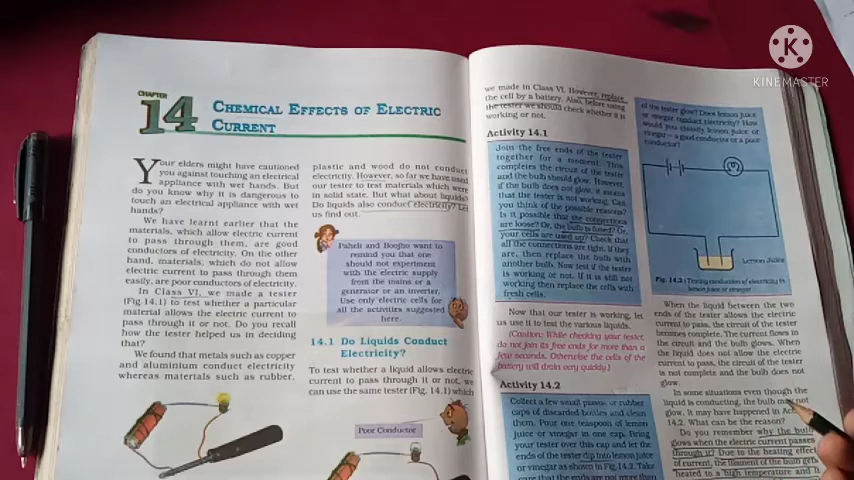 CHAPTER
14
CHEMICAL EFFECTS OF ELECTRIC
CURRENT
Your elders might have cautioned
you against touching an electrical
appliance with wet hands. But
do you know why it is dangerous to
touch an electrical appliance with wet
hands?
We have learnt earlier that the
materials, which allow electric current
to pass through them, are good
conductors of electricity. On the other
hand, materials, which do not allow
electric current to pass through them
easily, are poor conductors of electricity.
In Class VI, we made a tester
(Fig.14.1) to test whether a particular
material allows the electric current to
pass through it or not. Do you recall
how the tester helped us in deciding
that?
We found that metals such as copper
and aluminium conduct electricity
whereas materials such as rubber,
plastic and wood do not conduct
electricity. However, so far we have used
our tester to test materials which were
in solid state. But what about liquids?
Do liquids also conduct electricity? Let
us find out.
Paheli and Boojho want to
remind you that one
should not experiment
with the electric supply
from the mains or a
generator or an inverter.
Use only electric cells for
all the activities suggested
here.
14.1 Do Liquids Conduct
Electricity?
To test whether a liquid allows electric
current to pass through it or not, we
can use the same tester (Fig. 14.1) which
Poor Conductor
we made in Class VI. However, replace
the cell by a battery. Also, before using
the tester we should check whether it is
working or not.
Activity 14.1
Join the free ends of the tester
together for a moment. This
completes the circuit of the tester
and the bulb should glow. However,
if the bulb does not glow, it means
that the tester is not working. Can
you think of the possible reasons?
Is it possible that the connections
are loose? Or, the bulb is fused? Or,
your cells are used up? Check that
all the connections are tight. If they
are, then replace the bulb with
another bulb. Now test if the tester
is working or not. If it is still not
working then replace the cells with
fresh cells.
Now that our tester is working, let
us use it to test the various liquids.
(Caution: While checking your tester,
do not join its free ends for more than a
few seconds. Otherwise the cells of the
battery will drain very quickly.)
Activity 14.2
Collect a few small plastic or rubber
caps of discarded bottles and clean
them. Pour one teaspoon of lemon
juice or vinegar in one cap. Bring
your tester over this cap and let the
ends of the tester dip into lemon juice
or vinegar as shown in Fig.14.2. Take
care that the ends are not more than
of the tester glow? Does lemon juice
or vinegar conduct electricity? How
would you classify lemon juice or
vinegar – a good conductor or a poor
conductor?
Lemon Juice
Fig. 14.2 : Testing conduction of electricity in
lemon juice or vinegar
When the liquid between the two
ends of the tester allows the electric
current to pass, the circuit of the tester
becomes complete. The current flows in
the circuit and the bulb glows. When
the liquid does not allow the electric
current to pass, the circuit of the tester
is not complete and the bulb does not
glow.
In some situations even though the
liquid is conducting, the bulb may not
glow. It may have happened in
14.2. What can be the reason?
Do you remember why the bulb
glows when the electric current passes
through it? Due to the heating effect
of current, the filament of the bulb gets
heated to a high temperature and
K
KINEMASTER